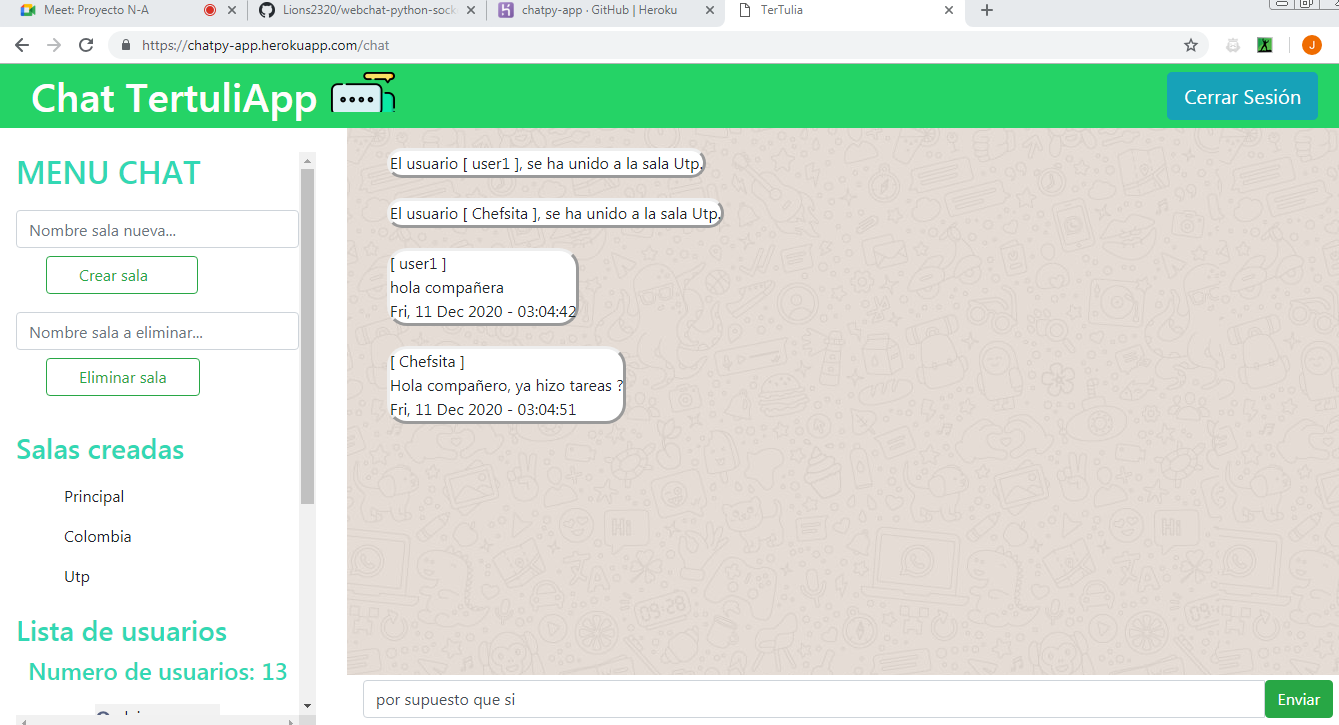 Meet: Proyecto N-A
Lions2320/webchat-python-sock
chatpy-app · GitHub | Heroku
TerTulia
https://chatpy-app.herokuapp.com/chat
J
Chat TertuliApp
Cerrar Sesión
MENU CHAT
Nombre sala nueva...
Crear sala
Nombre sala a eliminar...
Eliminar sala
Salas creadas
Principal
Colombia
Utp
Lista de usuarios
Numero de usuarios: 13
El usuario [ user1 ], se ha unido a la sala Utp.
El usuario [ Chefsita ], se ha unido a la sala Utp.
[ user1 ]
hola compañera
Fri, 11 Dec 2020 - 03:04:42
[ Chefsita ]
Hola compañero, ya hizo tareas ?
Fri, 11 Dec 2020 - 03:04:51
Hi
Hi
09:28
por supuesto que si
Enviar